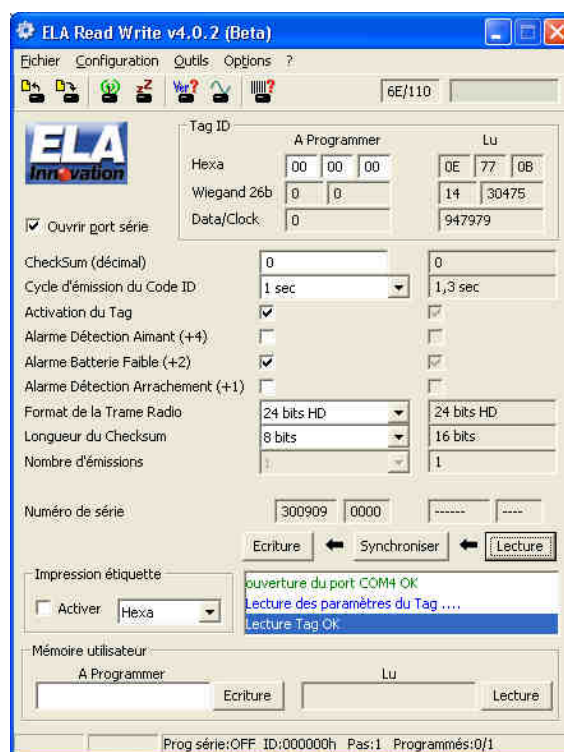 ELA Read Write v4.0.2 (Beta)
Fichier Configuration Outils Options ?
Ver? 6E/110
ELA
Innovation
Tag ID
A Programmer Lu
Hexa 00 00 00 0E 77 0B
Wiegand 26b 0 0 14 30475
Data/Clock 0 947979
Ouvrir port série
CheckSum (décimal) 0 0
Cycle d'émission du Code ID 1 sec 1,3 sec
Activation du Tag
Alarme Détection Aimant (+4)
Alarme Batterie Faible (+2)
Alarme Détection Arrachement (+1)
Format de la Trame Radio 24 bits HD 24 bits HD
Longueur du Checksum 8 bits 16 bits
Nombre d'émissions 1 1
Numéro de série 300909 0000 ------ ----
Ecriture Synchroniser Lecture
Impression étiquette
Activer Hexa
ouverture du port COM4 OK
Lecture des paramètres du Tag ....
Lecture Tag OK
Mémoire utilisateur
A Programmer Lu
Ecriture Lecture
Prog série:OFF ID:000000h Pas:1 Programmés:0/1